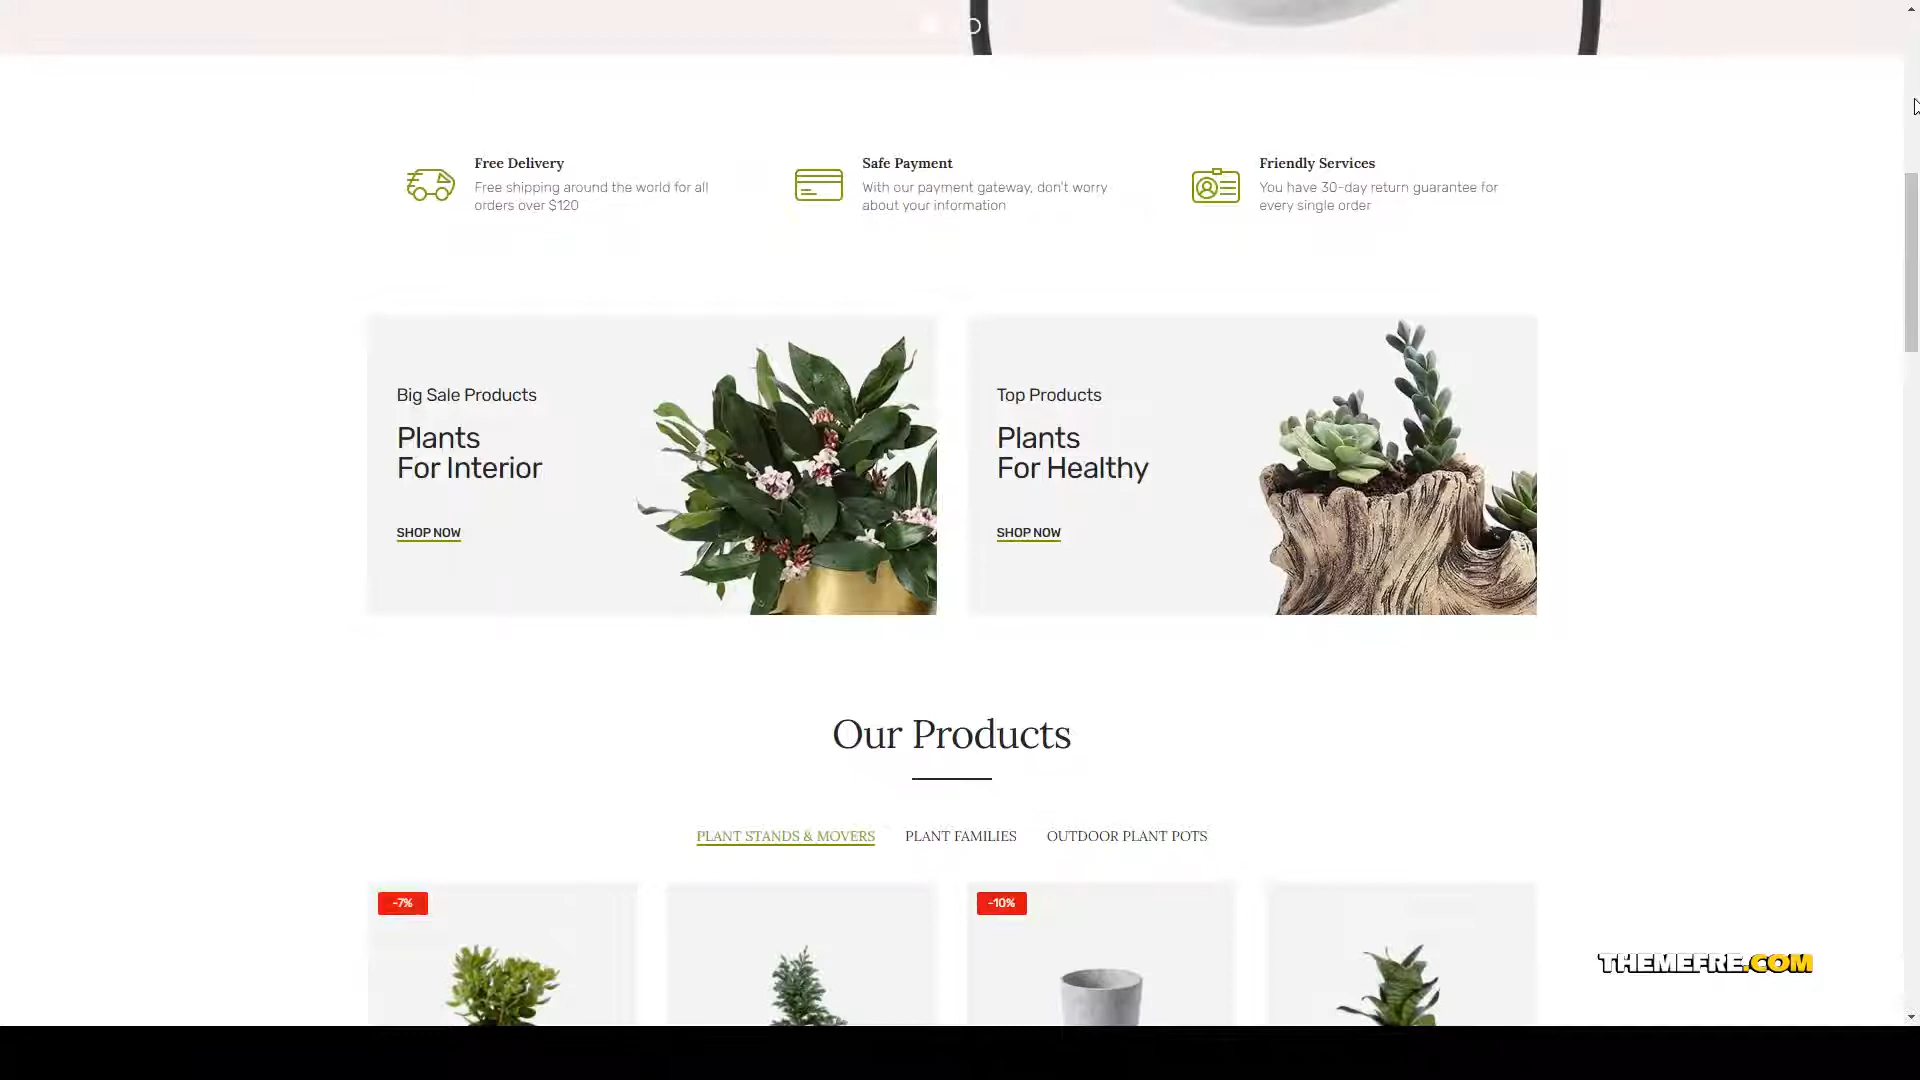 Free Delivery
Free shipping around the world for all
orders over $120
Safe Payment
With our payment gateway, don't worry
about your information
Friendly Services
You have 30-day return guarantee for
every single order
Big Sale Products
Plants
For Interior
SHOP NOW
Top Products
Plants
For Healthy
SHOP NOW
Our Products
PLANT STANDS & MOVERS
PLANT FAMILIES
OUTDOOR PLANT POTS
-7%
-10%
THEMEFRE.COM